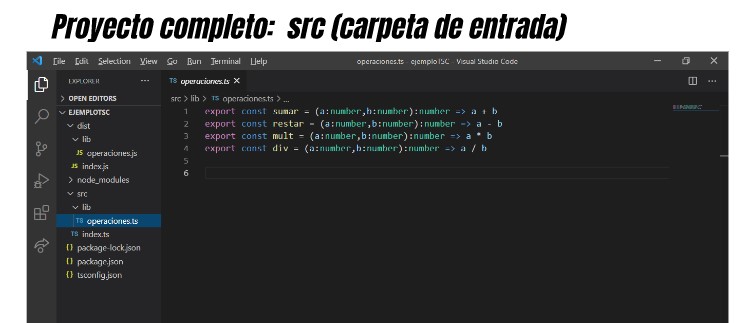 Proyecto completo: src (carpeta de entrada)
File Edit Selection View Go Run Terminal Help
operaciones.ts - ejemploTSC - Visual Studio Code
EXPLORER ...
TS operaciones.ts ×
...
> OPEN EDITORS
src > lib > TS operaciones.ts > ...
EJEMPLOTSC
dist
lib
JS operaciones.js
JS index.js
> node_modules
src
lib
TS operaciones.ts
TS index.ts
{} package-lock.json
{} package.json
{} tsconfig.json
1 export const sumar = (a:number,b:number):number => a + b
2 export const restar = (a:number,b:number):number => a - b
3 export const mult = (a:number,b:number):number => a * b
4 export const div = (a:number,b:number):number => a / b
5
6